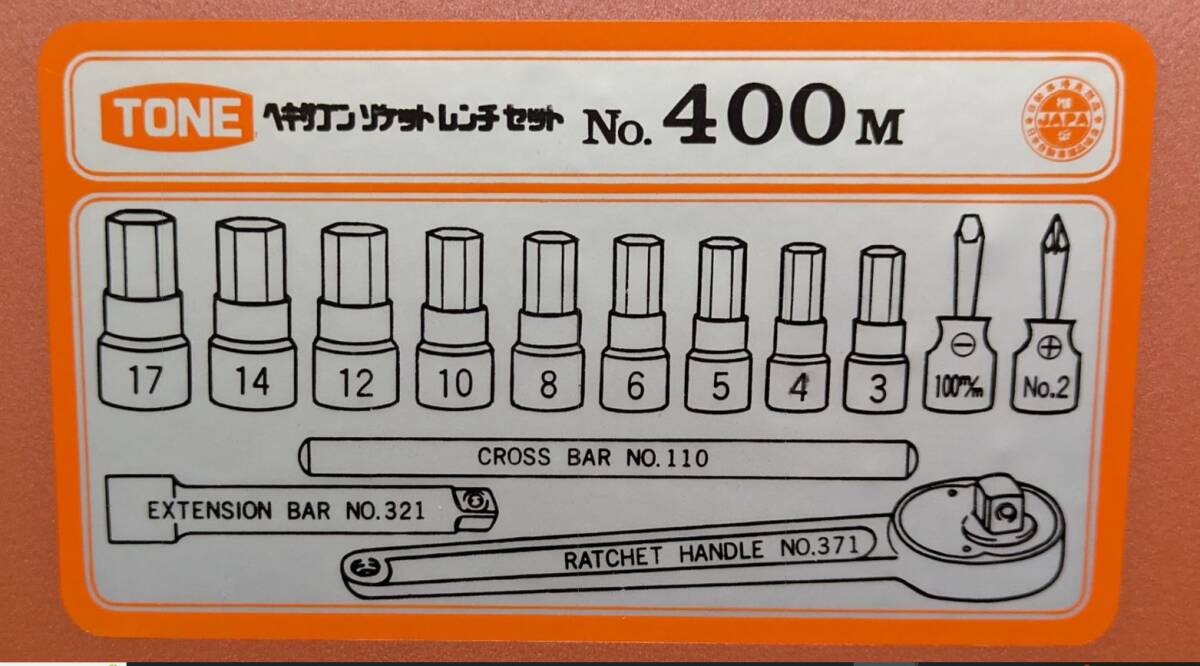 TONE ヘキサゴン ソケット レンチ セット No. 400 M
JAPA
17 14 12 10 8 6 5 4 3 100m/m No.2
CROSS BAR NO.110
EXTENSION BAR NO.321
RATCHET HANDLE NO.371